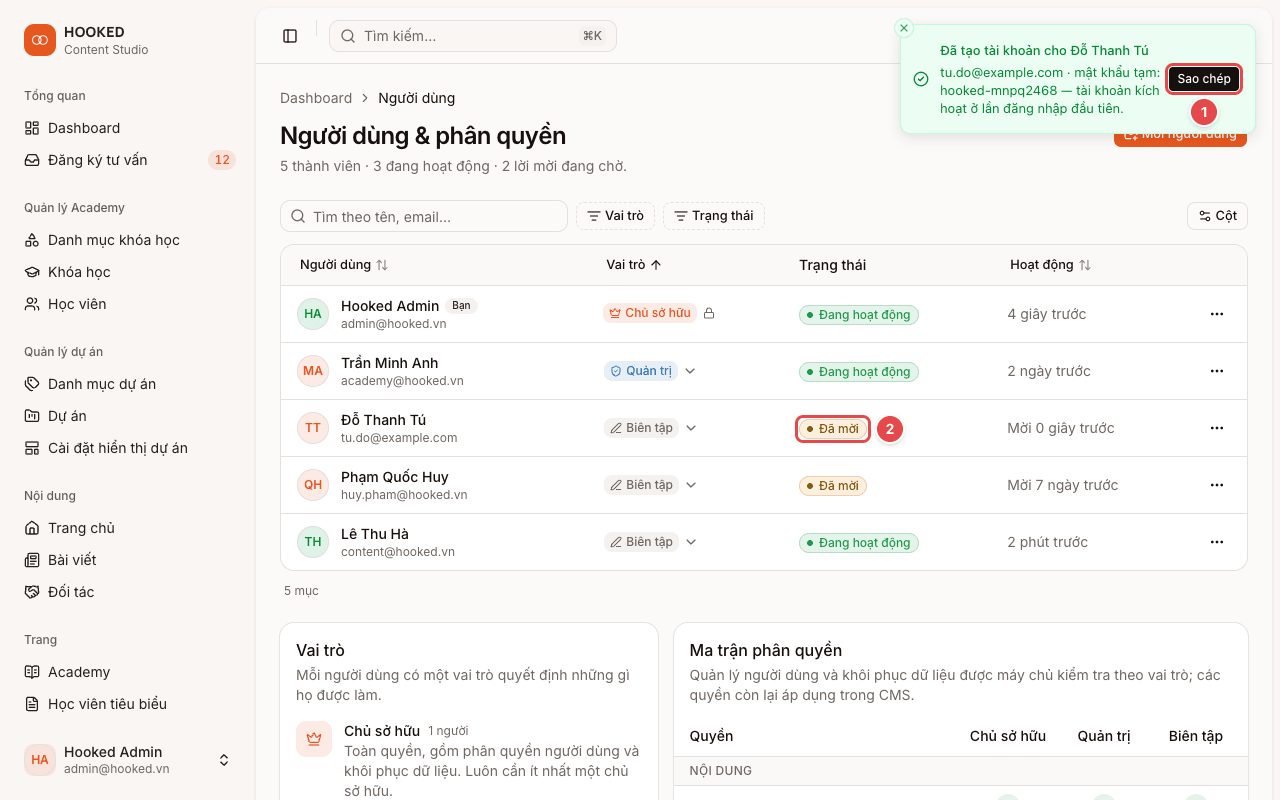 HOOKED
Content Studio
Tổng quan
Dashboard
Đăng ký tư vấn
12
Quản lý Academy
Danh mục khóa học
Khóa học
Học viên
Quản lý dự án
Danh mục dự án
Dự án
Cài đặt hiển thị dự án
Nội dung
Trang chủ
Bài viết
Đối tác
Trang
Academy
Học viên tiêu biểu
HA
Hooked Admin
admin@hooked.vn
Tìm kiếm...
⌘K
Đã tạo tài khoản cho Đỗ Thanh Tú
tu.do@example.com · mật khẩu tạm:
hooked-mnpq2468 — tài khoản kích
hoạt ở lần đăng nhập đầu tiên.
Sao chép
1
Dashboard > Người dùng
Người dùng & phân quyền
5 thành viên · 3 đang hoạt động · 2 lời mời đang chờ.
Mời người dùng
Tìm theo tên, email...
Vai trò
Trạng thái
Cột
Người dùng
Vai trò
Trạng thái
Hoạt động
HA
Hooked Admin
Bạn
admin@hooked.vn
Chủ sở hữu
Đang hoạt động
4 giây trước
MA
Trần Minh Anh
academy@hooked.vn
Quản trị
Đang hoạt động
2 ngày trước
TT
Đỗ Thanh Tú
tu.do@example.com
Biên tập
Đã mời
2
Mời 0 giây trước
QH
Phạm Quốc Huy
huy.pham@hooked.vn
Biên tập
Đã mời
Mời 7 ngày trước
TH
Lê Thu Hà
content@hooked.vn
Biên tập
Đang hoạt động
2 phút trước
5 mục
Vai trò
Mỗi người dùng có một vai trò quyết định những gì
họ được làm.
Chủ sở hữu
1 người
Toàn quyền, gồm phân quyền người dùng và
khôi phục dữ liệu. Luôn cần ít nhất một chủ
sở hữu.
Ma trận phân quyền
Quản lý người dùng và khôi phục dữ liệu được máy chủ kiểm tra theo vai trò; các
quyền còn lại áp dụng trong CMS.
Quyền
Chủ sở hữu
Quản trị
Biên tập
NỘI DUNG